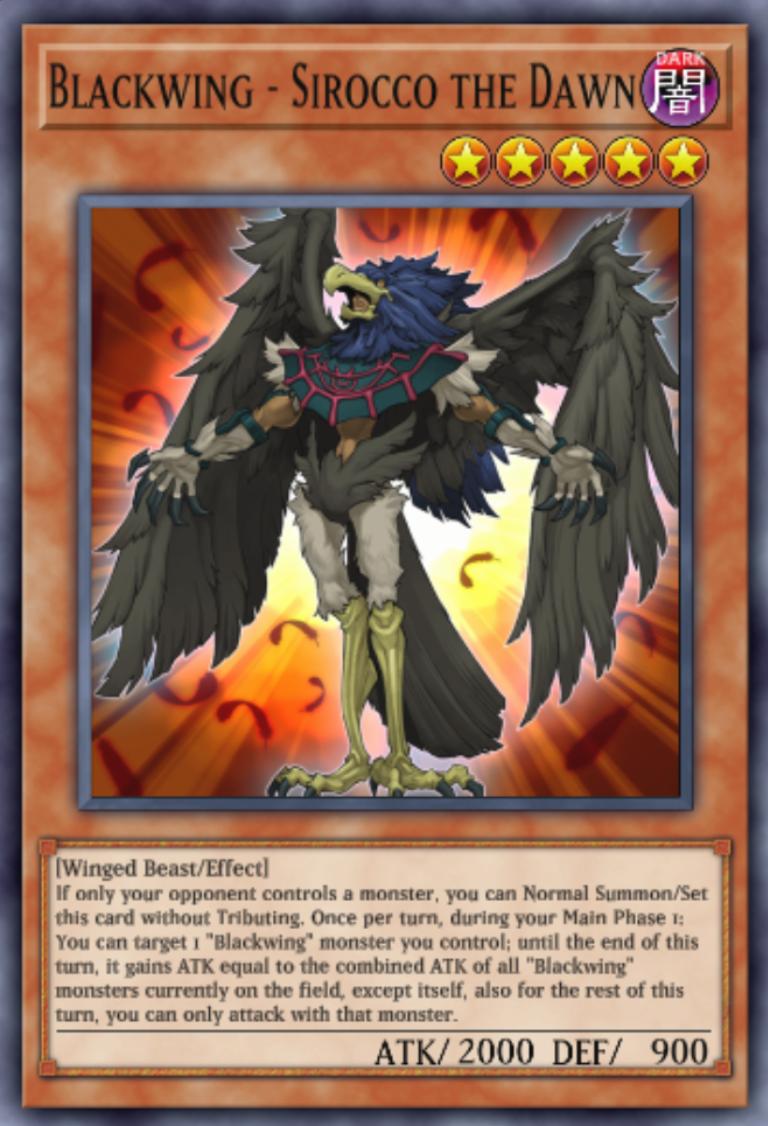 Blackwing - Sirocco the Dawn
DARK
闇
[Winged Beast/Effect]
If only your opponent controls a monster, you can Normal Summon/Set
this card without Tributing. Once per turn, during your Main Phase 1:
You can target 1 "Blackwing" monster you control; until the end of this
turn, it gains ATK equal to the combined ATK of all "Blackwing"
monsters currently on the field, except itself, also for the rest of this
turn, you can only attack with that monster.
ATK/ 2000 DEF/ 900